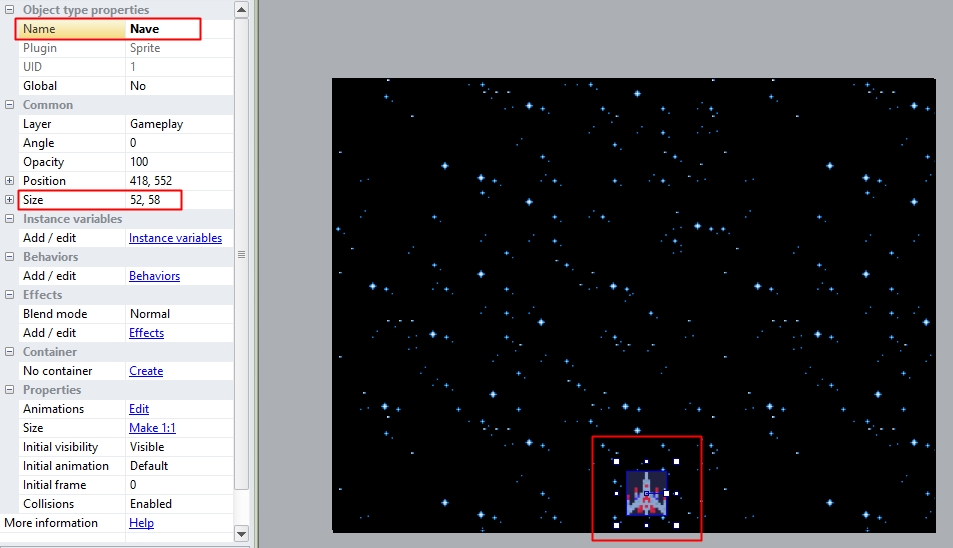 Object type properties
Name Nave
Plugin Sprite
UID 1
Global No
Common
Layer Gameplay
Angle 0
Opacity 100
Position 418, 552
Size 52, 58
Instance variables
Add / edit Instance variables
Behaviors
Add / edit Behaviors
Effects
Blend mode Normal
Add / edit Effects
Container
No container Create
Properties
Animations Edit
Size Make 1:1
Initial visibility Visible
Initial animation Default
Initial frame 0
Collisions Enabled
More information Help